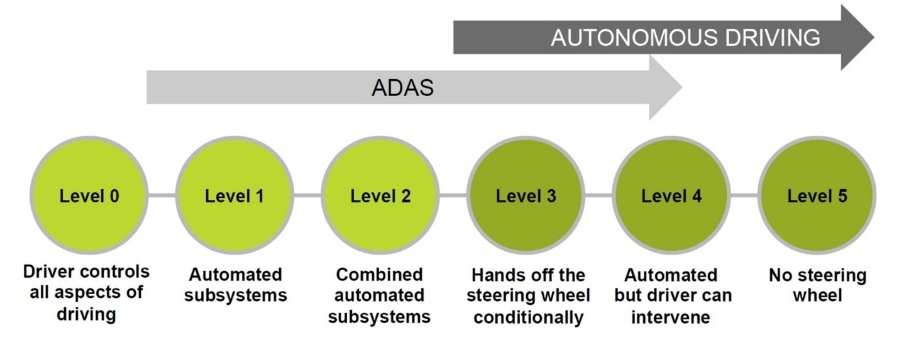 AUTONOMOUS DRIVING
ADAS
Level 0
Level 1
Level 2
Level 3
Level 4
Level 5
Driver controls
all aspects of
driving
Automated
subsystems
Combined
automated
subsystems
Hands off the
steering wheel
conditionally
Automated
but driver can
intervene
No steering
wheel